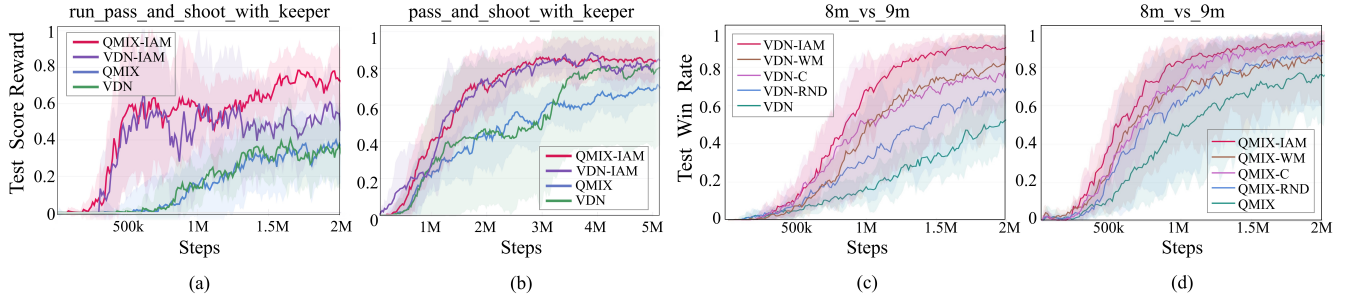 run_pass_and_shoot_with_keeper
Test Score Reward
1
0.8
0.6
0.4
0.2
0
QMIX-IAM
VDN-IAM
QMIX
VDN
500k
1M
1.5M
2M
Steps
(a)
pass_and_shoot_with_keeper
1
0.8
0.6
0.4
0.2
0
QMIX-IAM
VDN-IAM
QMIX
VDN
1M
2M
3M
4M
5M
Steps
(b)
8m_vs_9m
Test Win Rate
1
0.8
0.6
0.4
0.2
0
VDN-IAM
VDN-WM
VDN-C
VDN-RND
VDN
500k
1M
1.5M
2M
Steps
(c)
8m_vs_9m
1
0.8
0.6
0.4
0.2
0
QMIX-IAM
QMIX-WM
QMIX-C
QMIX-RND
QMIX
500k
1M
1.5M
2M
Steps
(d)